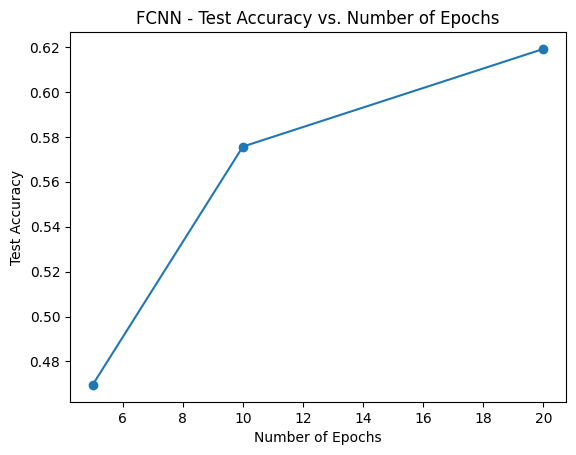 FCNN - Test Accuracy vs. Number of Epochs
0.62
0.60
0.58
0.56
0.54
0.52
0.50
0.48
Test Accuracy
6 8 10 12 14 16 18 20
Number of Epochs